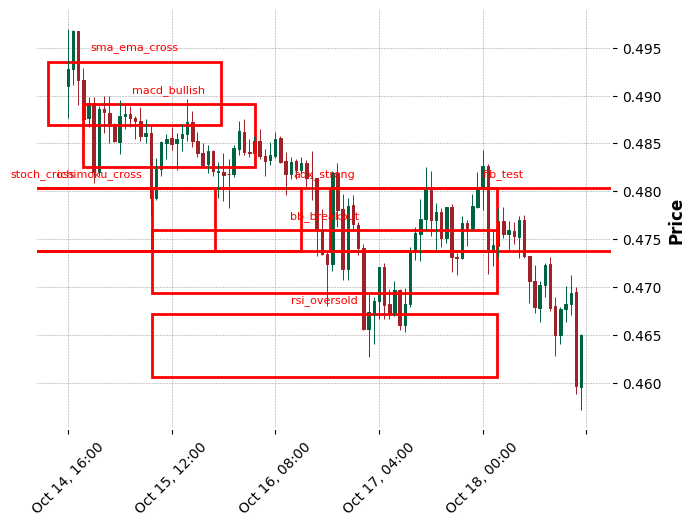 sma_ema_cross
0.495
macd_bullish
0.490
0.485
stoch_cross
ichimoku_cross
adx_strong
fib_test
0.480
bb_breakout
0.475
Price
0.470
rsi_oversold
0.465
0.460
Oct 14, 16:00
Oct 15, 12:00
Oct 16, 08:00
Oct 17, 04:00
Oct 18, 00:00